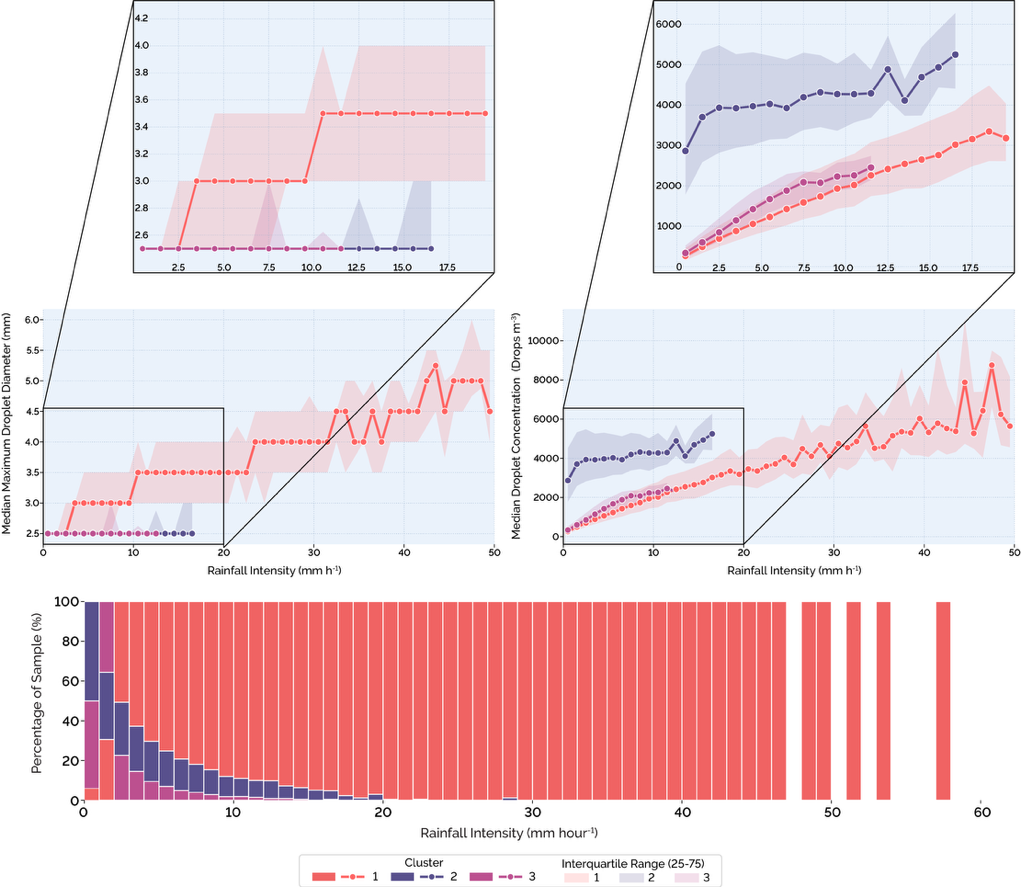 4.2
4.0
3.8
3.6
3.4
3.2
3.0
2.8
2.6
2.5 5.0 7.5 10.0 12.5 15.0 17.5
6000
5000
4000
3000
2000
1000
0 2.5 5.0 7.5 10.0 12.5 15.0 17.5
Median Maximum Droplet Diameter (mm)
6.0
5.5
5.0
4.5
4.0
3.5
3.0
2.5
0 10 20 30 40 50
Rainfall Intensity (mm h⁻¹)
Median Droplet Concentration (Drops m⁻³)
10000
8000
6000
4000
2000
0
0 10 20 30 40 50
Rainfall Intensity (mm h⁻¹)
Percentage of Sample (%)
100
80
60
40
20
0
0 10 20 30 40 50 60
Rainfall Intensity (mm hour⁻¹)
Cluster Interquartile Range (25-75)
1 2 3 1 2 3